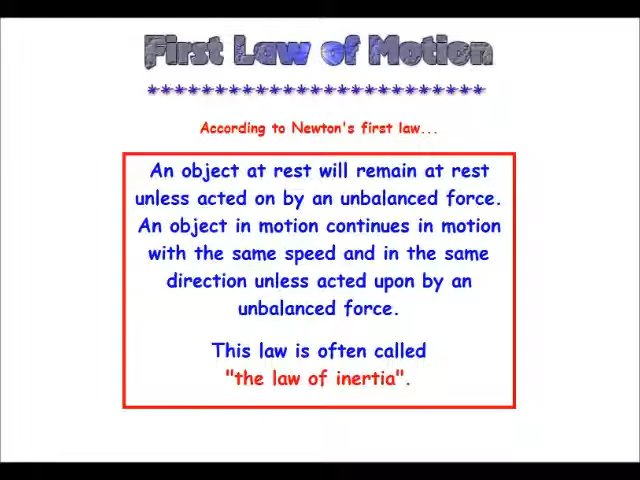 First Law of Motion
*************************
According to Newton's first law...
An object at rest will remain at rest
unless acted on by an unbalanced force.
An object in motion continues in motion
with the same speed and in the same
direction unless acted upon by an
unbalanced force.
This law is often called
"the law of inertia".